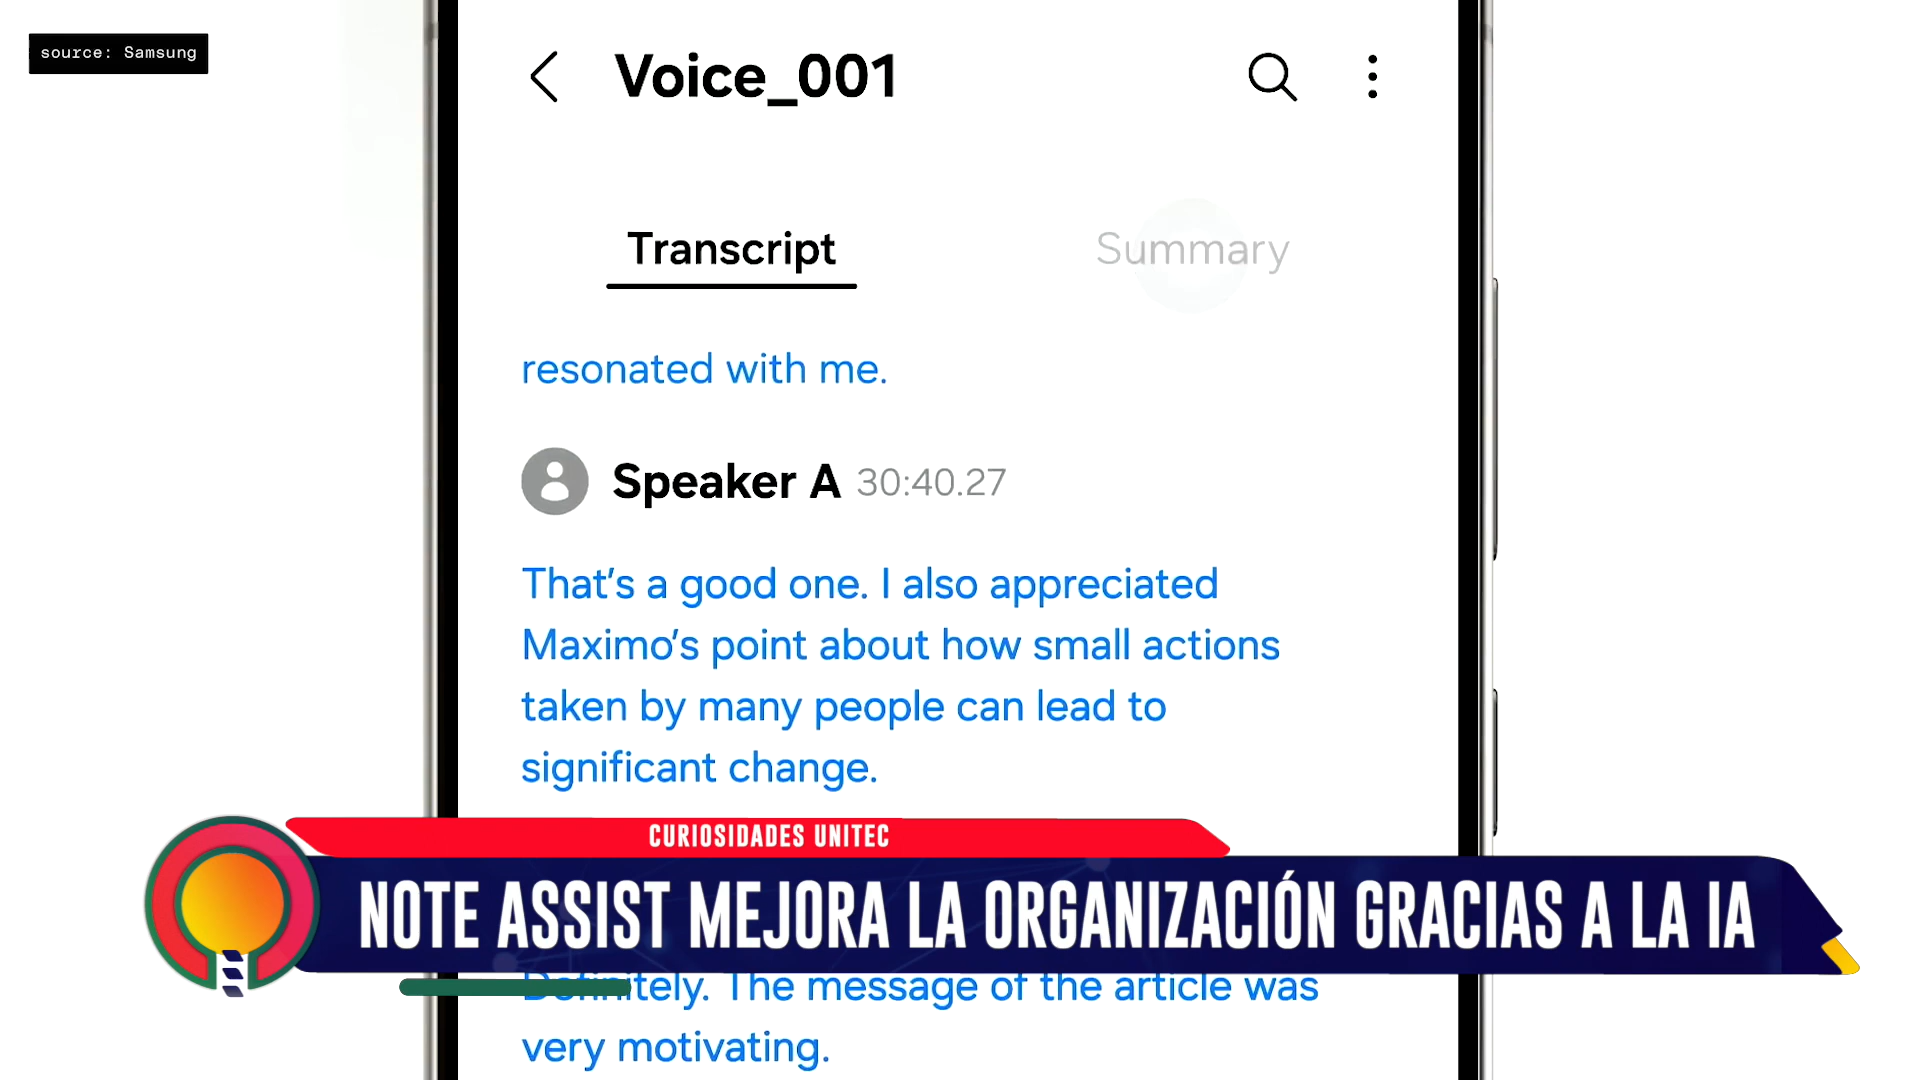 source: Samsung
Voice_001
Transcript
Summary
resonated with me.
Speaker A 30:40.27
That's a good one. I also appreciated
Maximo's point about how small actions
taken by many people can lead to
significant change.
CURIOSIDADES UNITEC
NOTE ASSIST MEJORA LA ORGANIZACIÓN GRACIAS A LA IA
Definitely. The message of the article was
very motivating.